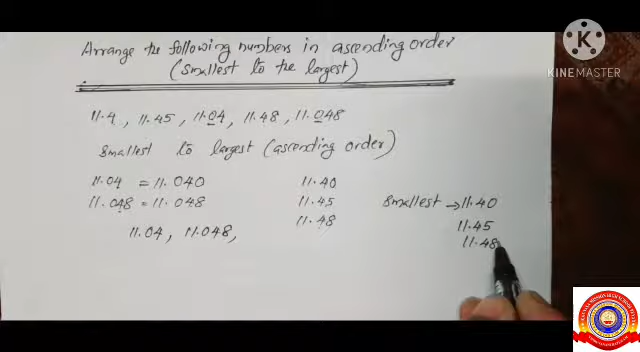 Arrange the following numbers in ascending order
(Smallest to the largest)
11.4, 11.45, 11.04, 11.48, 11.048
Smallest to largest (ascending order)
11.04 = 11.040
11.048 = 11.048
11.04, 11.048,
11.40
11.45
11.48
Smallest → 11.40
11.45
11.48
KINEMASTER